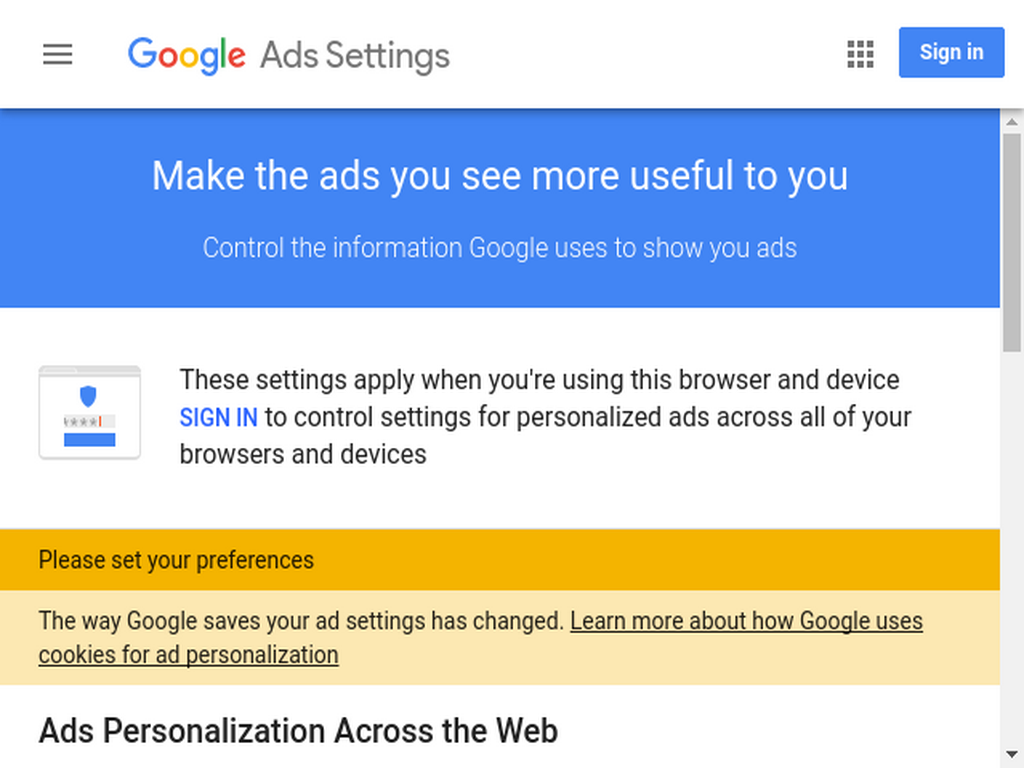 Google Ads Settings
Sign in
Make the ads you see more useful to you
Control the information Google uses to show you ads
These settings apply when you're using this browser and device
SIGN IN to control settings for personalized ads across all of your
browsers and devices
Please set your preferences
The way Google saves your ad settings has changed. Learn more about how Google uses
cookies for ad personalization
Ads Personalization Across the Web